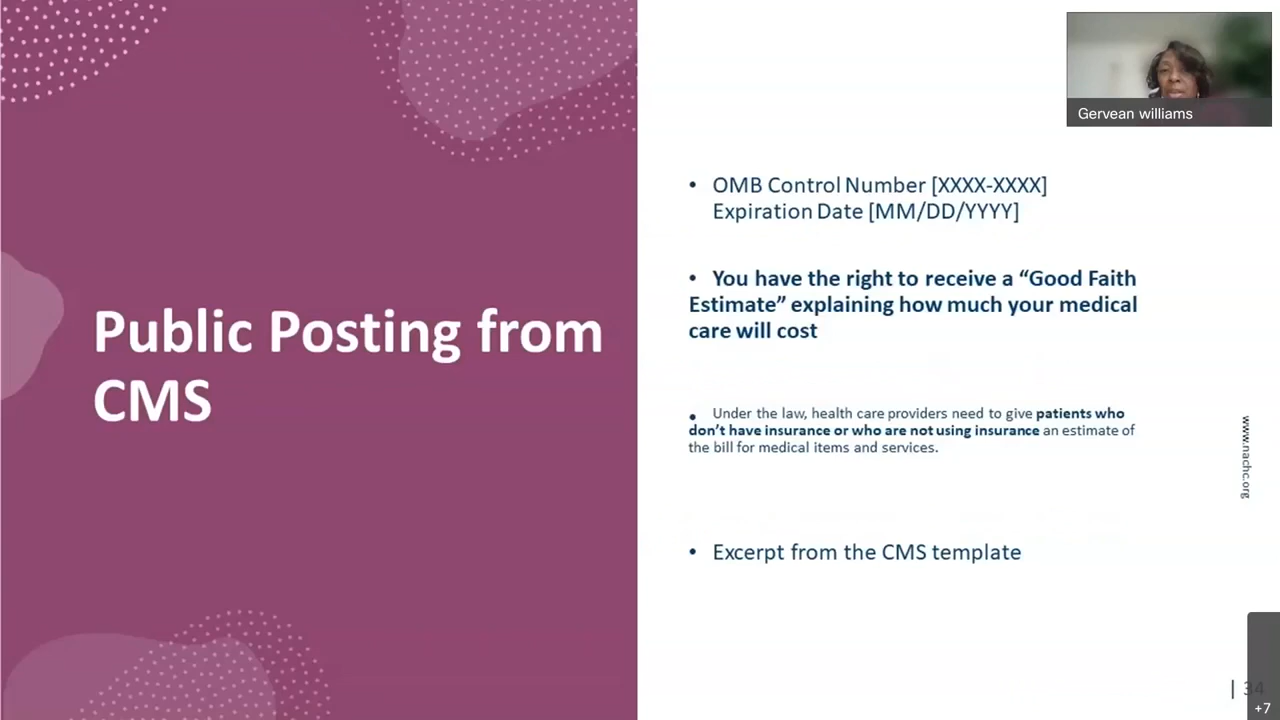 Public Posting from
CMS
Gervean williams
• OMB Control Number [XXXX-XXXX]
Expiration Date [MM/DD/YYYY]
• You have the right to receive a “Good Faith
Estimate” explaining how much your medical
care will cost
• Under the law, health care providers need to give patients who
don’t have insurance or who are not using insurance an estimate of
the bill for medical items and services.
• Excerpt from the CMS template
www.nachc.org
| 34
+7